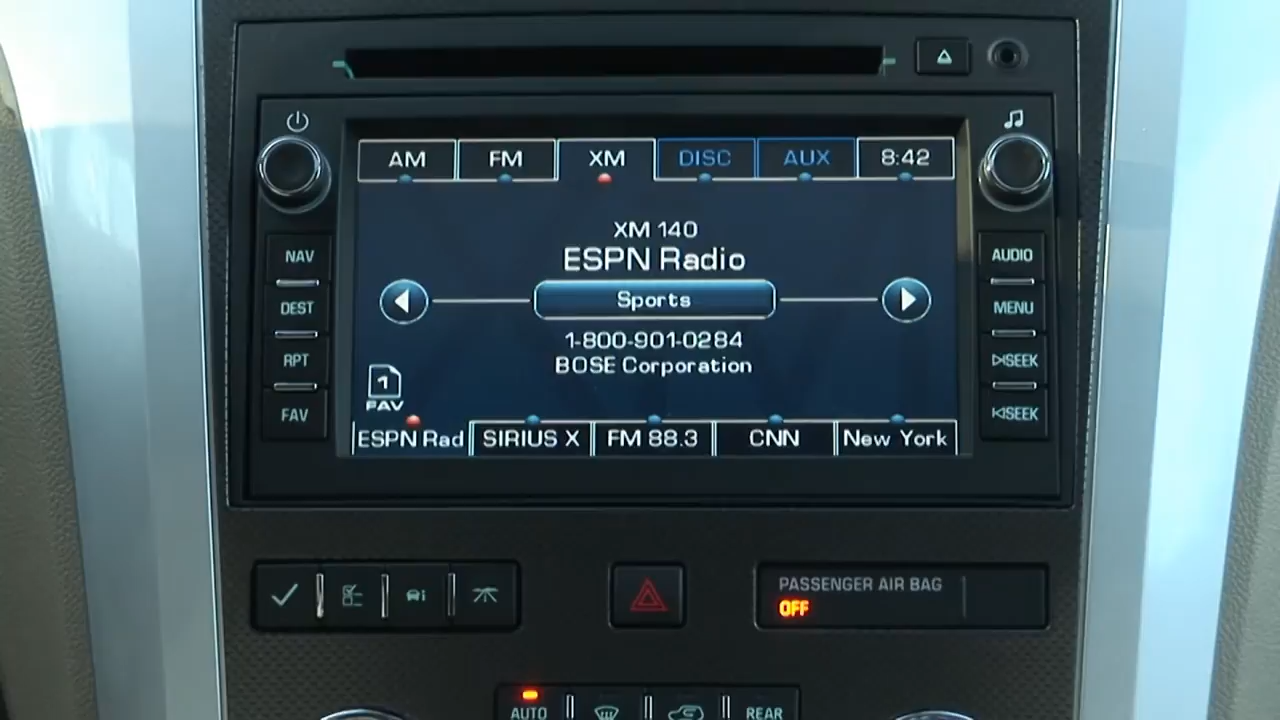 AM FM XM DISC AUX 8:42
XM 140
ESPN Radio
Sports
1-800-901-0284
BOSE Corporation
1
FAV
ESPN Rad SIRIUS X FM 88.3 CNN New York
NAV
DEST
RPT
FAV
AUDIO
MENU
SEEK
SEEK
PASSENGER AIR BAG
OFF
AUTO
REAR